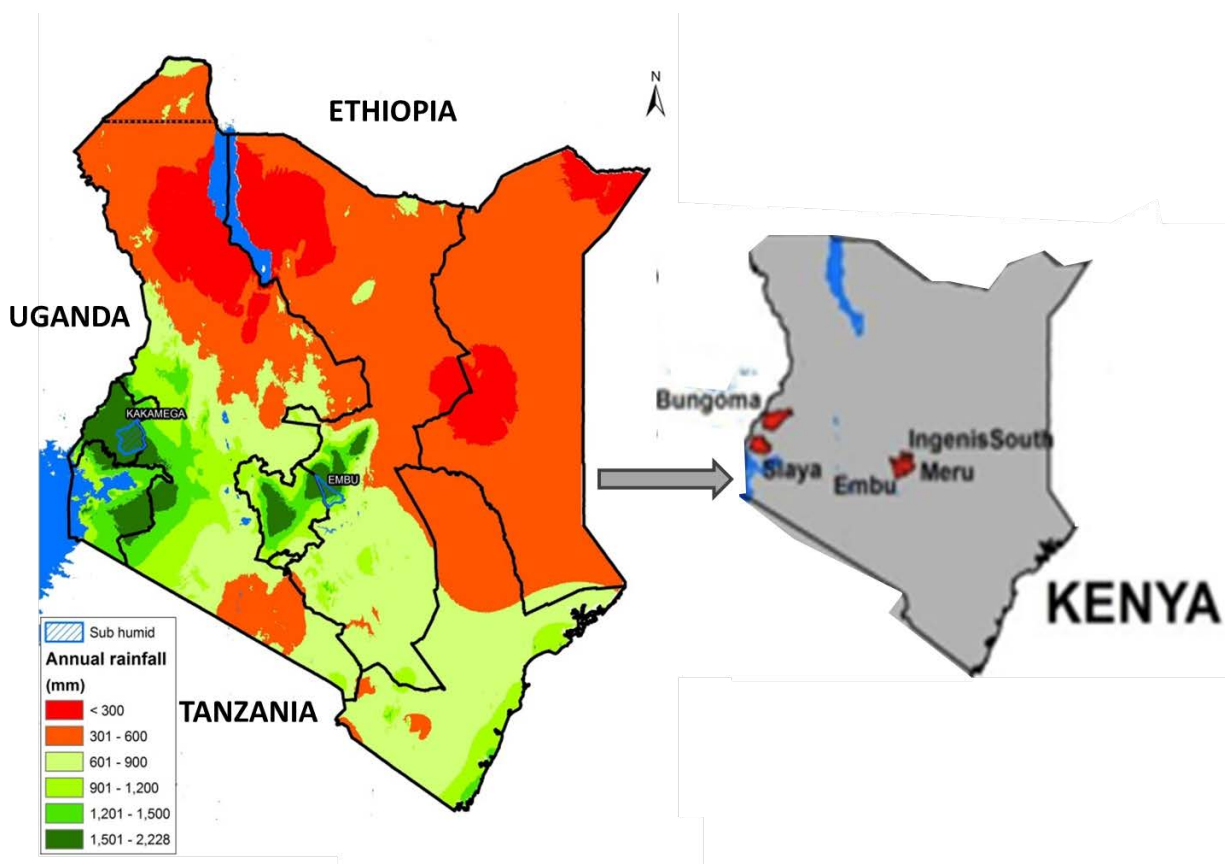 ETHIOPIA
N
UGANDA
KAKAMEGA
EMBU
TANZANIA
Sub humid
Annual rainfall
(mm)
< 300
301 - 600
601 - 900
901 - 1,200
1,201 - 1,500
1,501 - 2,228
Bungoma
Slaya
IngenisSouth
Embu
Meru
KENYA